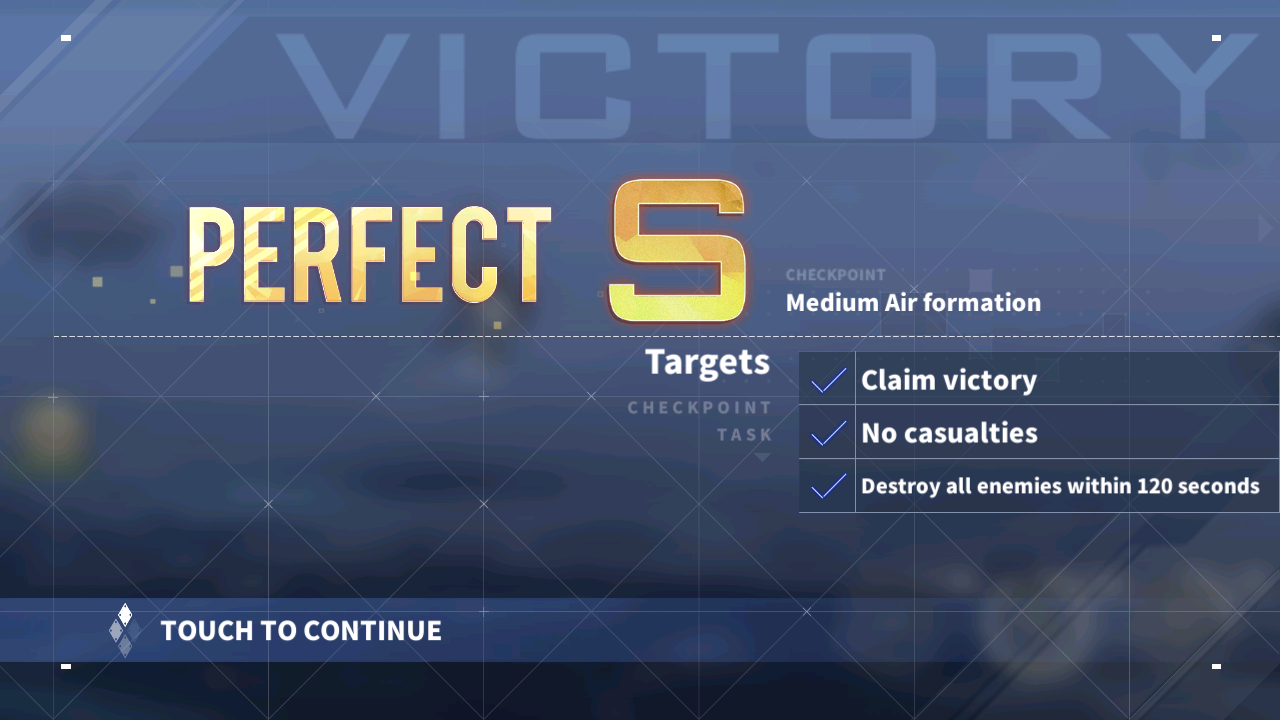 VICTORY
PERFECT S
CHECKPOINT
Medium Air formation
Targets
CHECKPOINT
TASK
Claim victory
No casualties
Destroy all enemies within 120 seconds
TOUCH TO CONTINUE